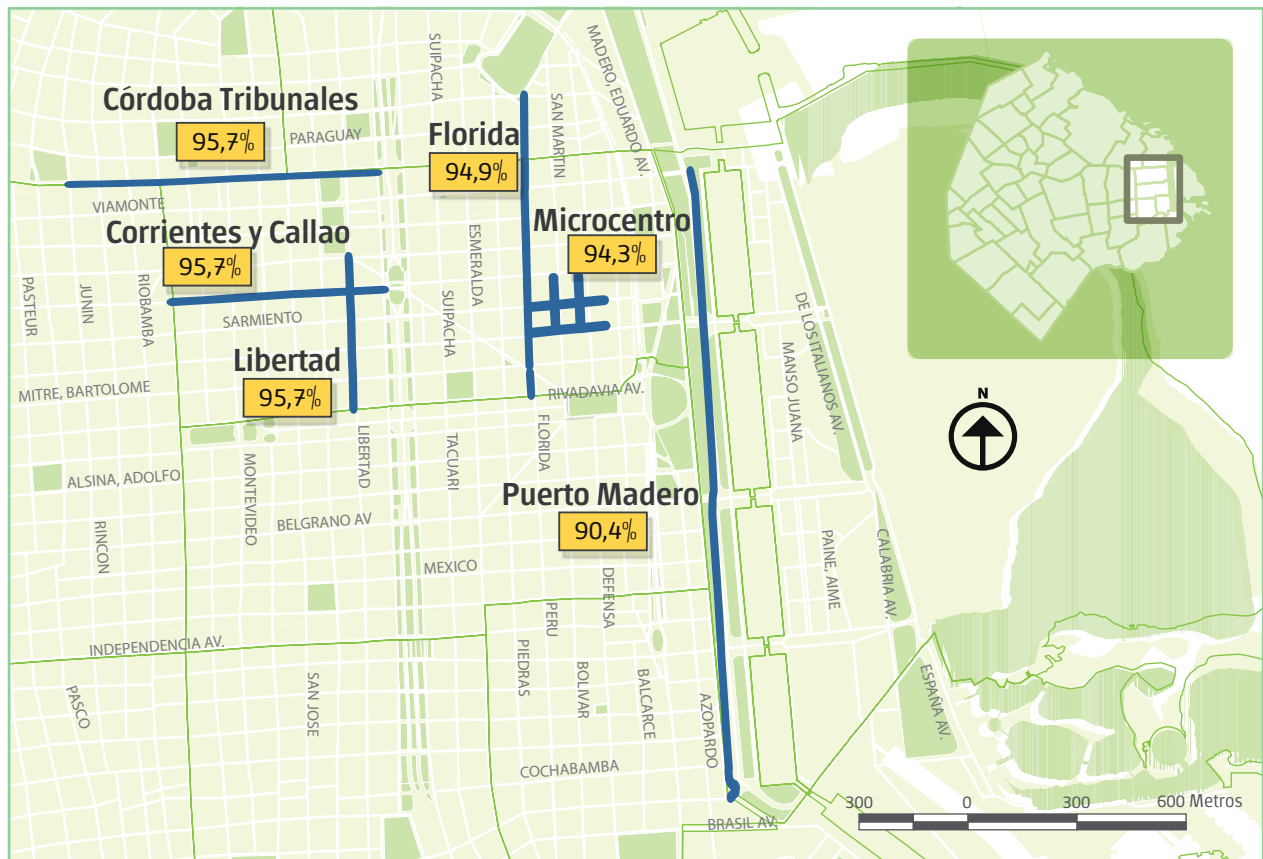 SUIPACHA
MADERO, EDUARDO AV.
Córdoba Tribunales
95,7%
PARAGUAY
Florida
94,9%
SAN MARTIN
VIAMONTE
Corrientes y Callao
95,7%
Microcentro
94,3%
ESMERALDA
PASTEUR
JUNIN
RIOBAMBA
SARMIENTO
SUIPACHA
DE LOS ITALIANOS AV.
MANSO JUANA
Libertad
95,7%
MITRE, BARTOLOME
RIVADAVIA AV.
N
FLORIDA
LIBERTAD
TACUARI
MONTEVIDEO
ALSINA, ADOLFO
Puerto Madero
90,4%
RINCON
BELGRANO AV
MEXICO
DEFENSA
PAINE, AIME
CALABRIA AV.
PERU
INDEPENDENCIA AV.
PIEDRAS
BOLIVAR
BALCARCE
AZOPARDO
ESPAÑA AV.
PASCO
SAN JOSE
COCHABAMBA
BRASIL AV.
300 0 300 600 Metros